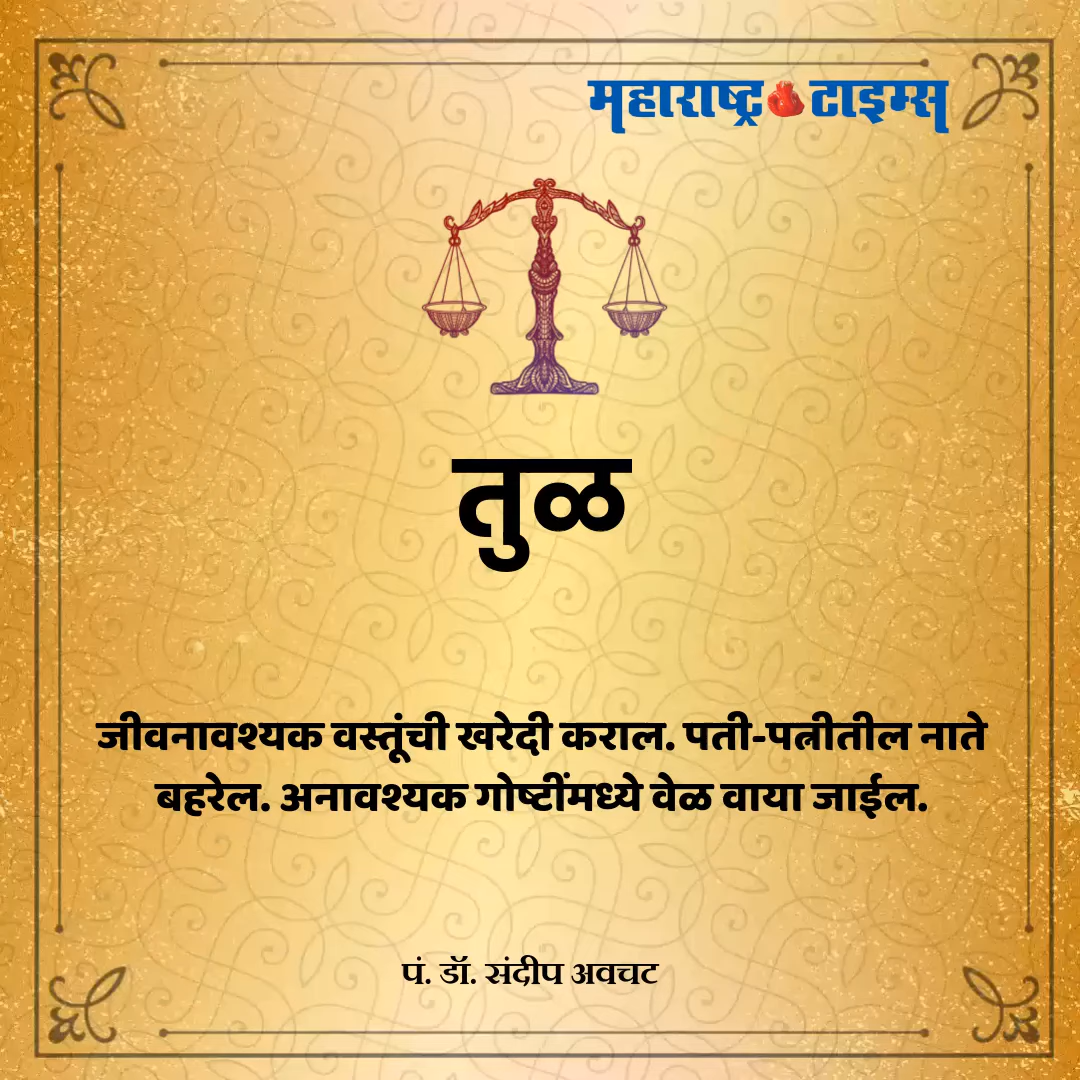 महाराष्ट्र टाइम्स
तुळ
जीवनावश्यक वस्तूंची खरेदी कराल. पती-पत्नीतील नाते
बहरेल. अनावश्यक गोष्टींमध्ये वेळ वाया जाईल.
पं. डॉ. संदीप अवचट